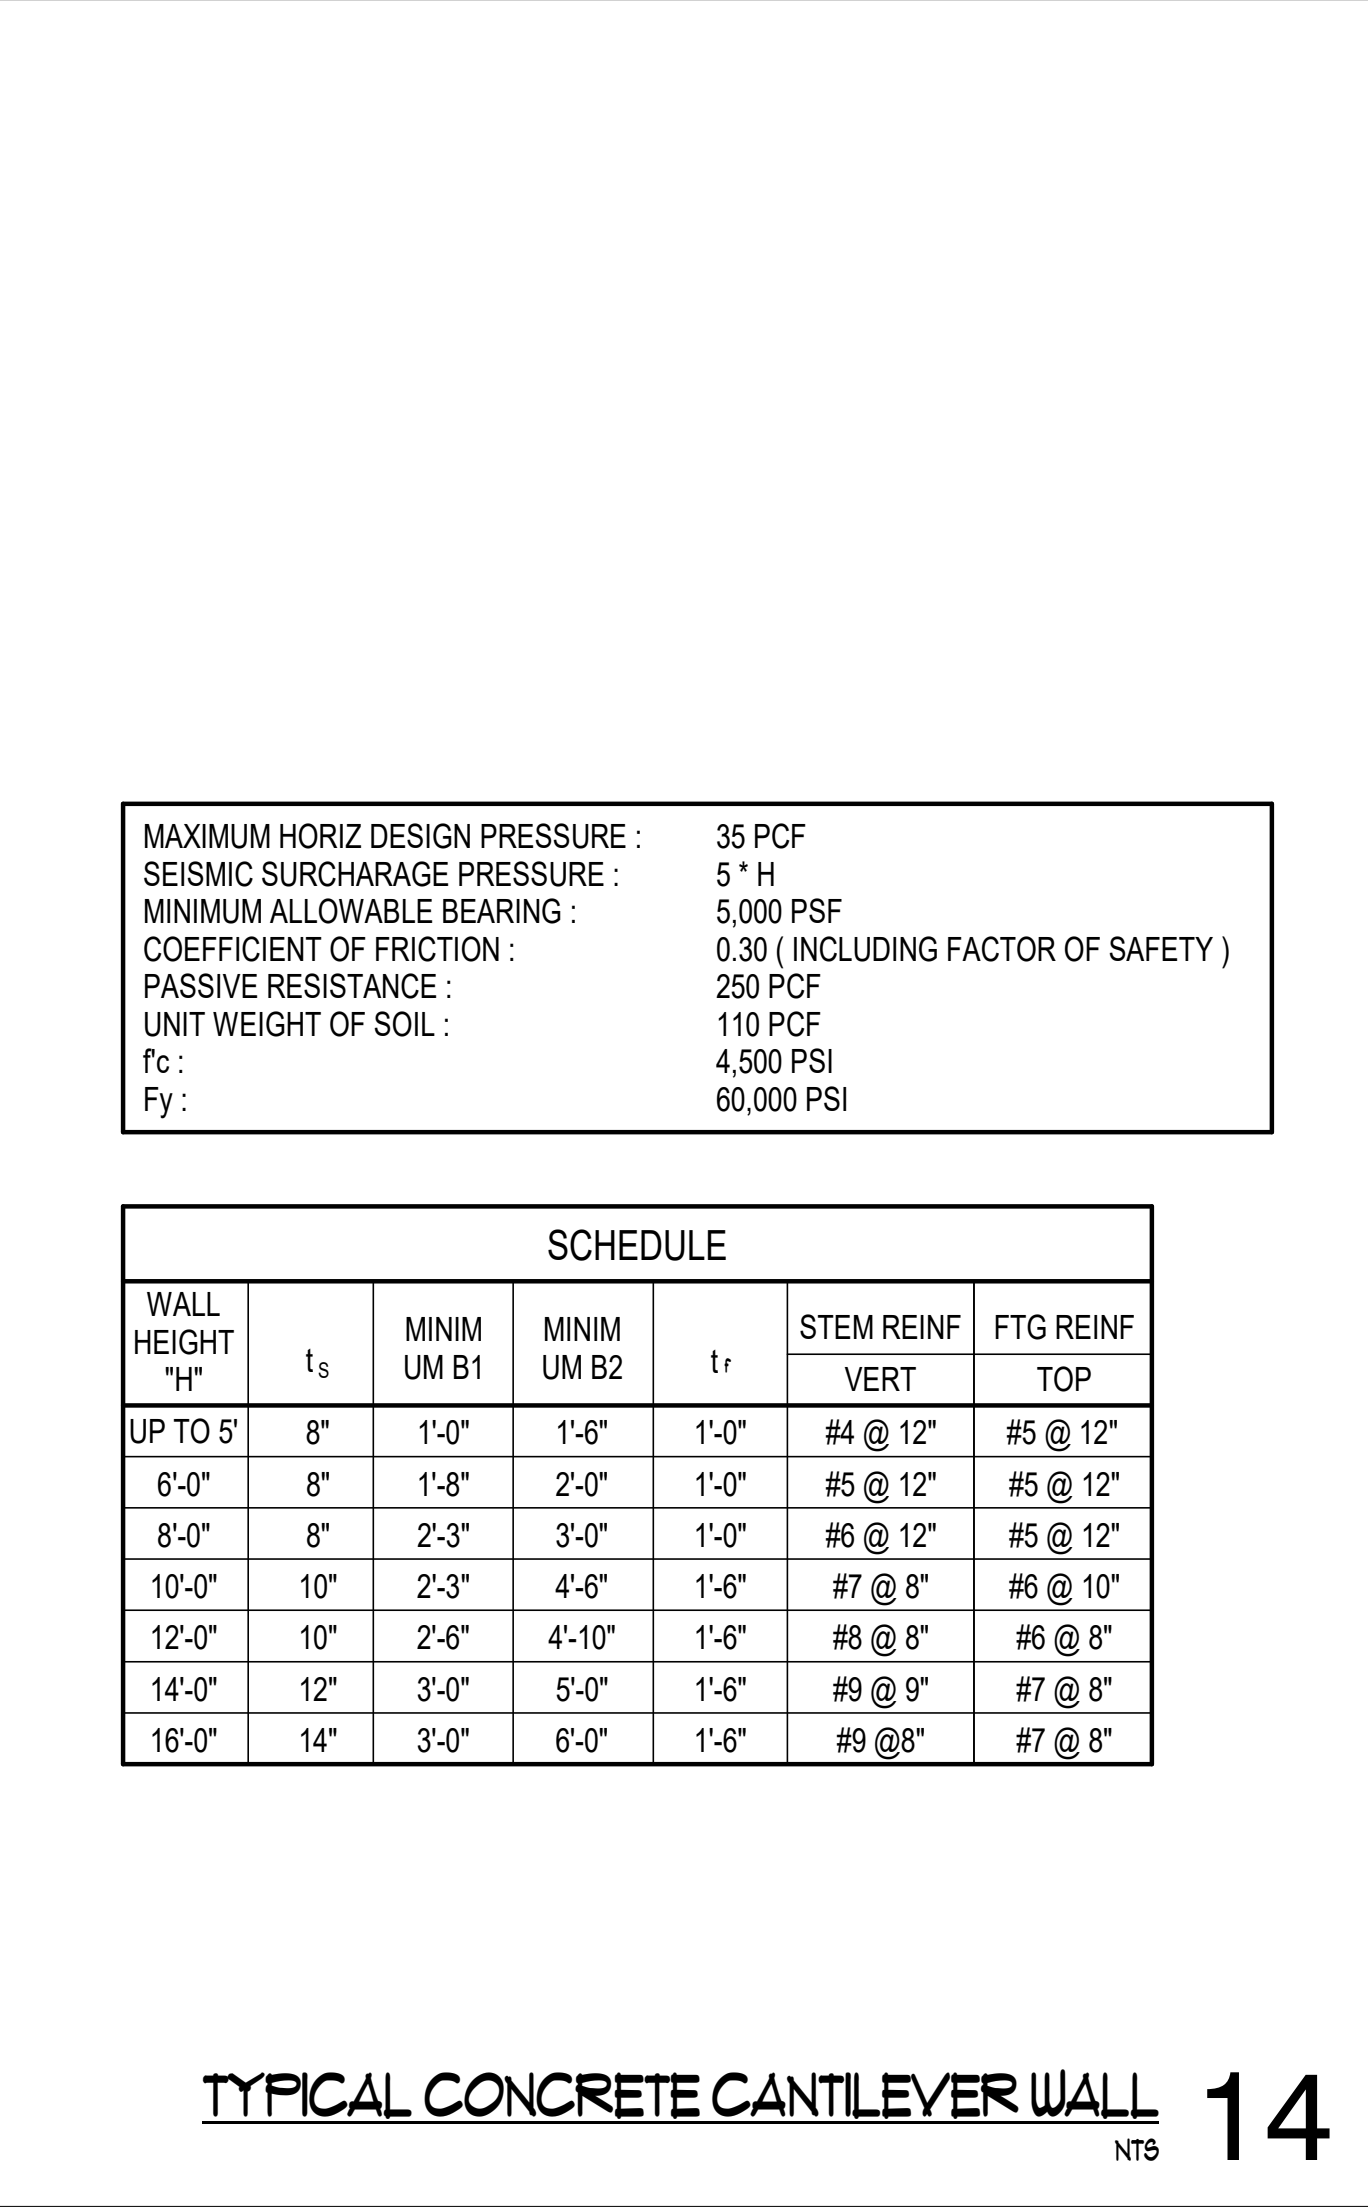 MAXIMUM HORIZ DESIGN PRESSURE : 35 PCF
SEISMIC SURCHARAGE PRESSURE : 5 * H
MINIMUM ALLOWABLE BEARING : 5,000 PSF
COEFFICIENT OF FRICTION : 0.30 ( INCLUDING FACTOR OF SAFETY )
PASSIVE RESISTANCE : 250 PCF
UNIT WEIGHT OF SOIL : 110 PCF
f'c : 4,500 PSI
Fy : 60,000 PSI
SCHEDULE
WALL
HEIGHT
"H"
t S
MINIM
UM B1
MINIM
UM B2
t f
STEM REINF
VERT
FTG REINF
TOP
UP TO 5' 8" 1'-0" 1'-6" 1'-0" #4 @ 12" #5 @ 12"
6'-0" 8" 1'-8" 2'-0" 1'-0" #5 @ 12" #5 @ 12"
8'-0" 8" 2'-3" 3'-0" 1'-0" #6 @ 12" #5 @ 12"
10'-0" 10" 2'-3" 4'-6" 1'-6" #7 @ 8" #6 @ 10"
12'-0" 10" 2'-6" 4'-10" 1'-6" #8 @ 8" #6 @ 8"
14'-0" 12" 3'-0" 5'-0" 1'-6" #9 @ 9" #7 @ 8"
16'-0" 14" 3'-0" 6'-0" 1'-6" #9 @8" #7 @ 8"
TYPICAL CONCRETE CANTILEVER WALL 14
NTS